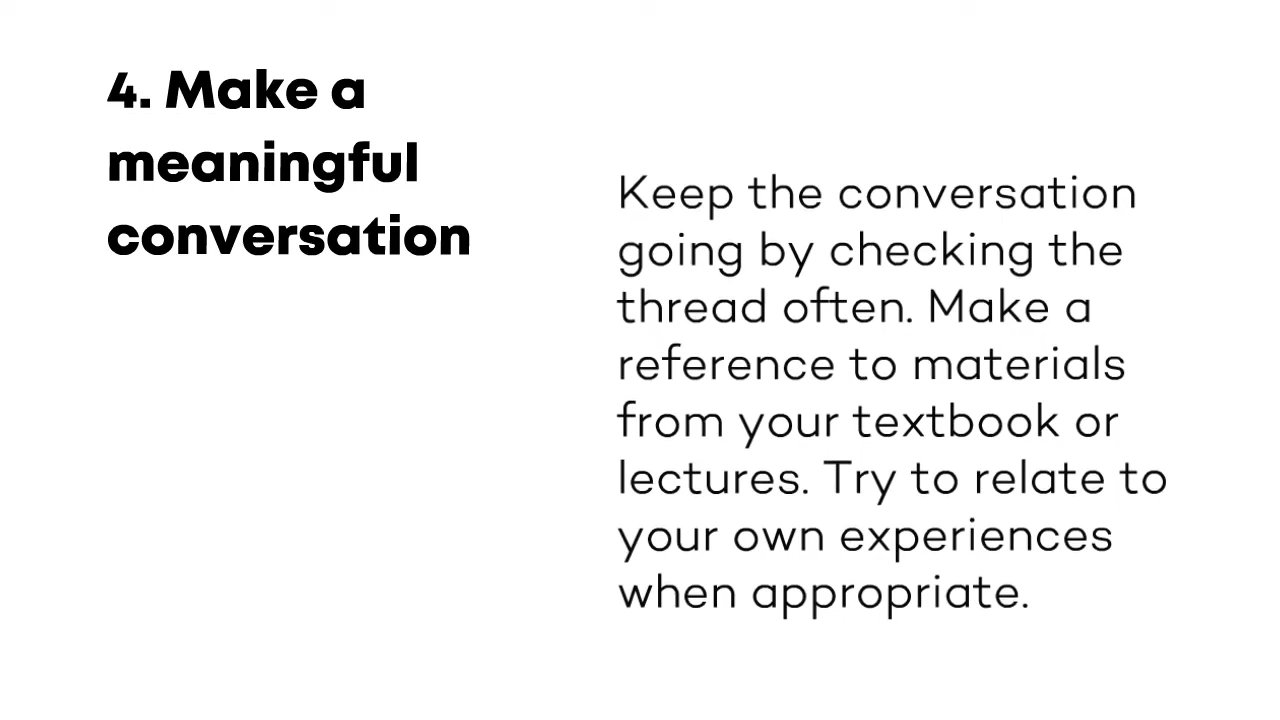 4. Make a
meaningful
conversation
Keep the conversation
going by checking the
thread often. Make a
reference to materials
from your textbook or
lectures. Try to relate to
your own experiences
when appropriate.